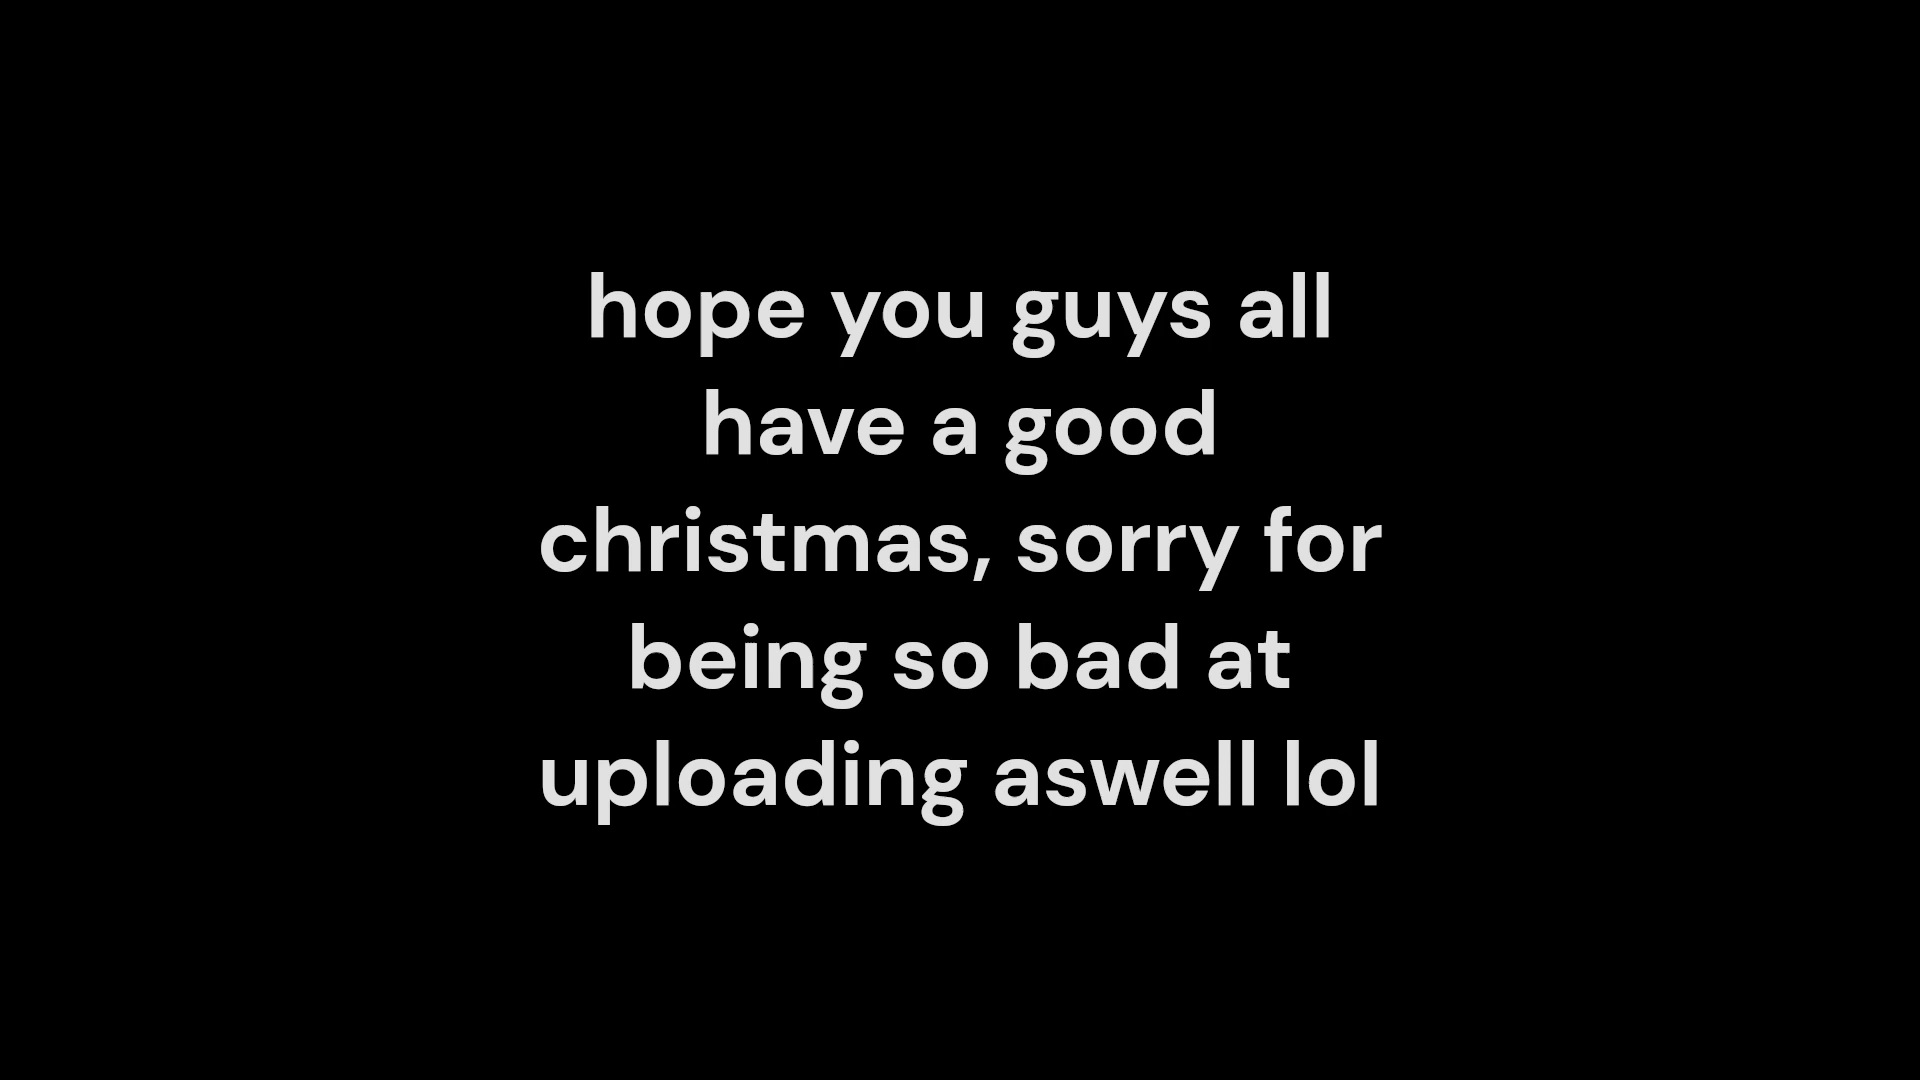 hope you guys all
have a good
christmas, sorry for
being so bad at
uploading aswell lol